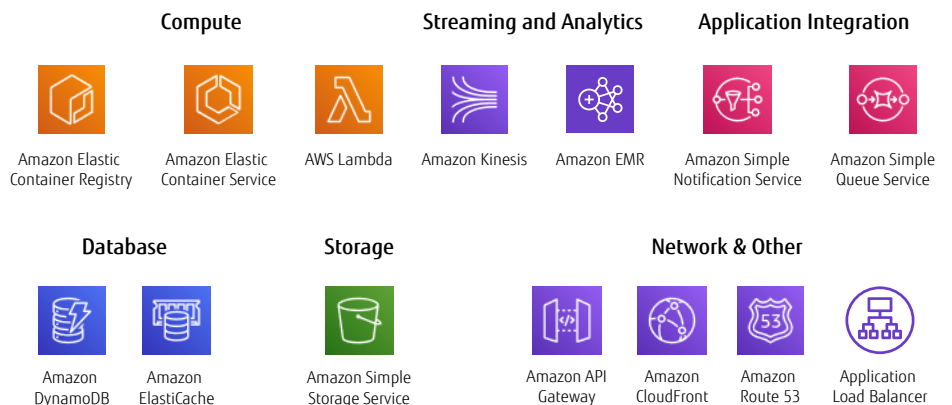 Compute
Streaming and Analytics
Application Integration
Amazon Elastic
Container Registry
Amazon Elastic
Container Service
AWS Lambda
Amazon Kinesis
Amazon EMR
Amazon Simple
Notification Service
Amazon Simple
Queue Service
Database
Storage
Network & Other
53
Amazon
DynamoDB
Amazon
ElastiCache
Amazon Simple
Storage Service
Amazon API
Gateway
Amazon
CloudFront
Amazon
Route 53
Application
Load Balancer